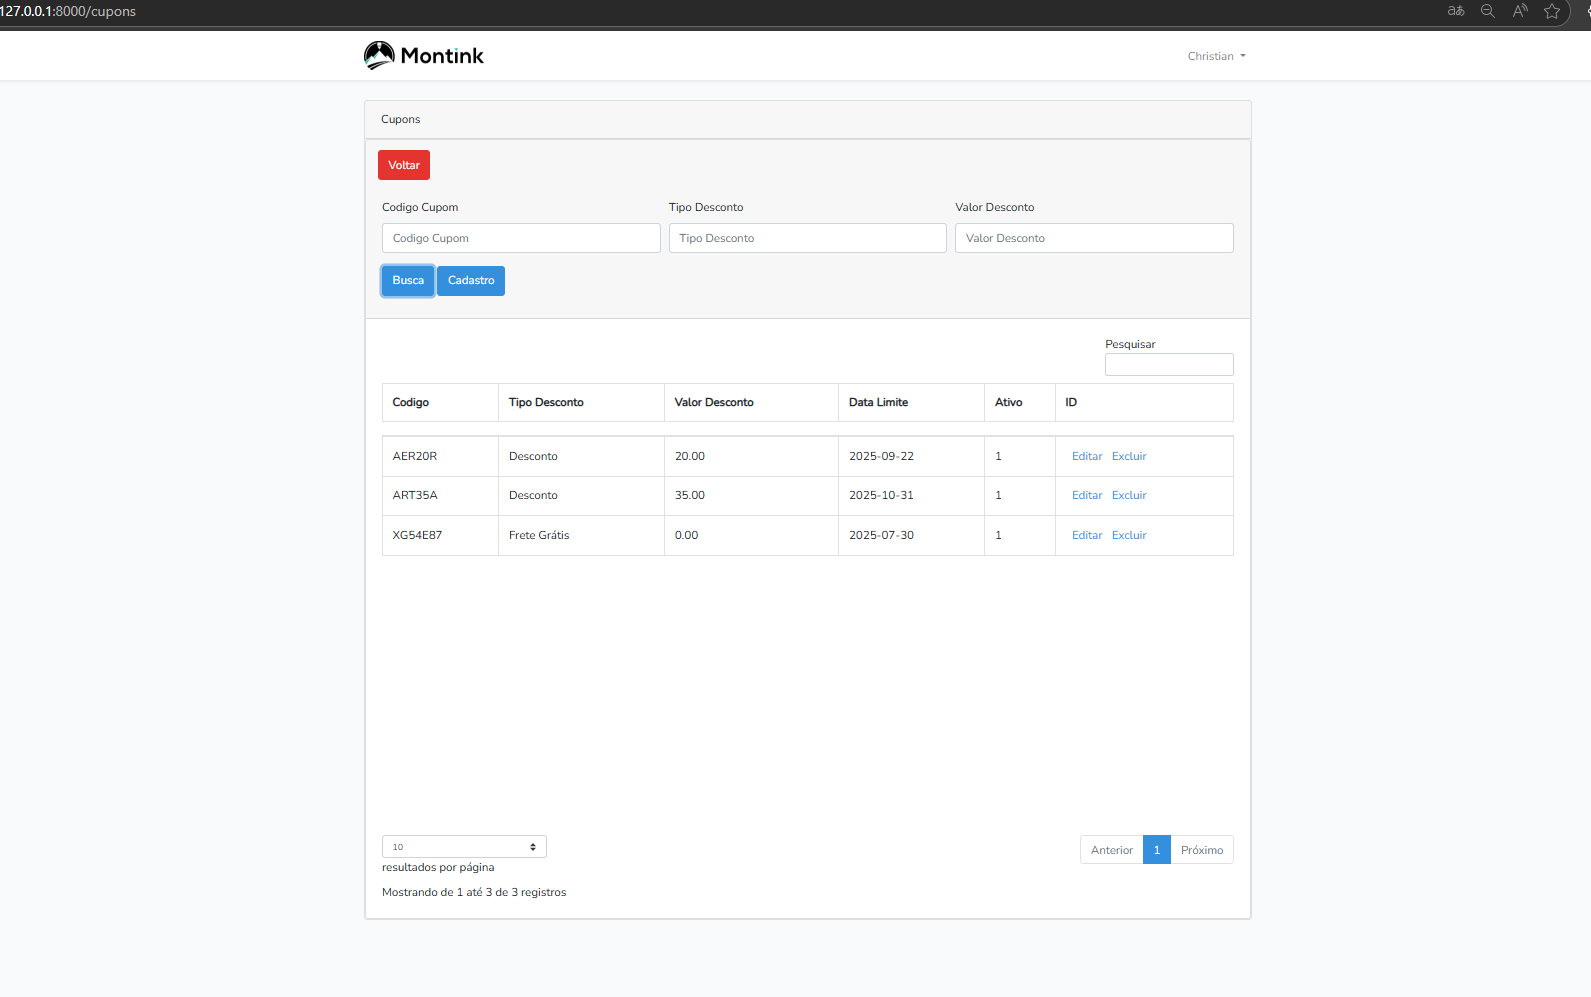 127.0.0.1:8000/cupons
Montink
Christian
Cupons
Voltar
Codigo Cupom Tipo Desconto Valor Desconto
Codigo Cupom Tipo Desconto Valor Desconto
Busca Cadastro
Pesquisar
Codigo Tipo Desconto Valor Desconto Data Limite Ativo ID
AER20R Desconto 20.00 2025-09-22 1 Editar Excluir
ART35A Desconto 35.00 2025-10-31 1 Editar Excluir
XG54E87 Frete Grátis 0.00 2025-07-30 1 Editar Excluir
10
resultados por página
Mostrando de 1 até 3 de 3 registros
Anterior 1 Próximo